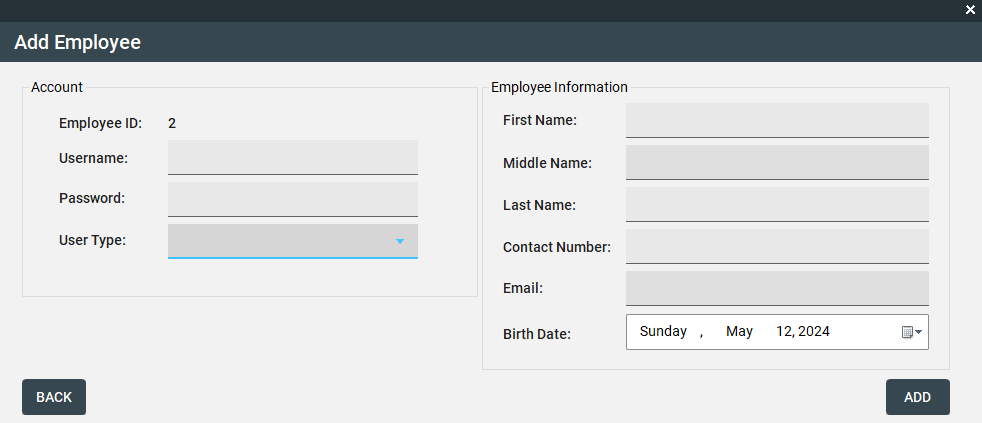 Add Employee
Account
Employee ID: 2
Username:
Password:
User Type:
Employee Information
First Name:
Middle Name:
Last Name:
Contact Number:
Email:
Birth Date: Sunday , May 12, 2024
BACK
ADD